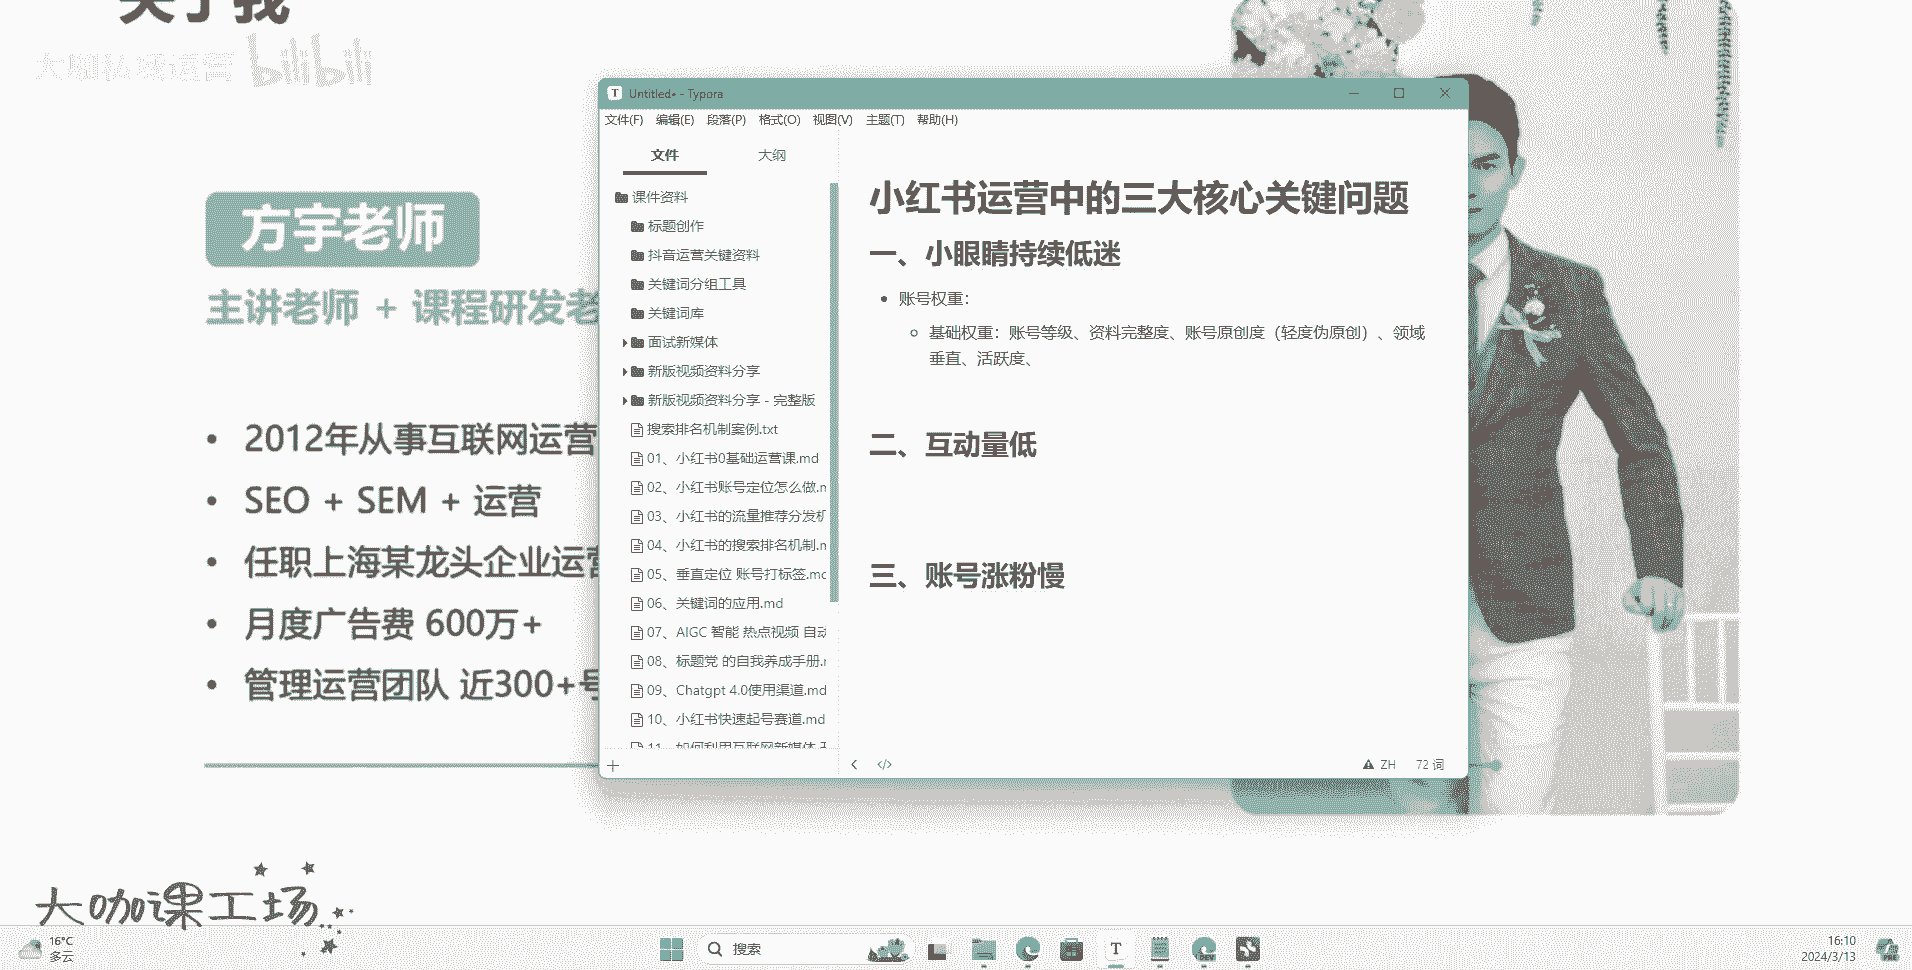 关于我
大咖私域运营 bilibili
方宇老师
主讲老师 + 课程研发老
• 2012年从事互联网运营
• SEO + SEM + 运营
• 任职上海某龙头企业运营
• 月度广告费 600万+
• 管理运营团队 近300+号
Untitled• - Typora
文件(F) 编辑(E) 段落(P) 格式(O) 视图(V) 主题(T) 帮助(H)
文件 大纲
课件资料
标题创作
抖音运营关键资料
关键词分组工具
关键词库
面试新媒体
新版视频资料分享
新版视频资料分享 - 完整版
搜索排名机制案例.txt
01、小红书0基础运营课.md
02、小红书账号定位怎么做.m
03、小红书的流量推荐分发机
04、小红书的搜索排名机制.m
05、垂直定位 账号打标签.md
06、关键词的应用.md
07、AIGC 智能 热点视频 自动
08、标题党 的自我养成手册.m
09、Chatgpt 4.0使用渠道.md
10、小红书快速起号赛道.md
11、如何利用互联网新媒体
小红书运营中的三大核心关键问题
一、小眼睛持续低迷
• 账号权重：
基础权重：账号等级、资料完整度、账号原创度（轻度伪原创）、领域
垂直、活跃度、
二、互动量低
三、账号涨粉慢
ZH 72 词
大咖课工场
16°C
多云
搜索
T
DEV
16:10
2024/3/13
PRE